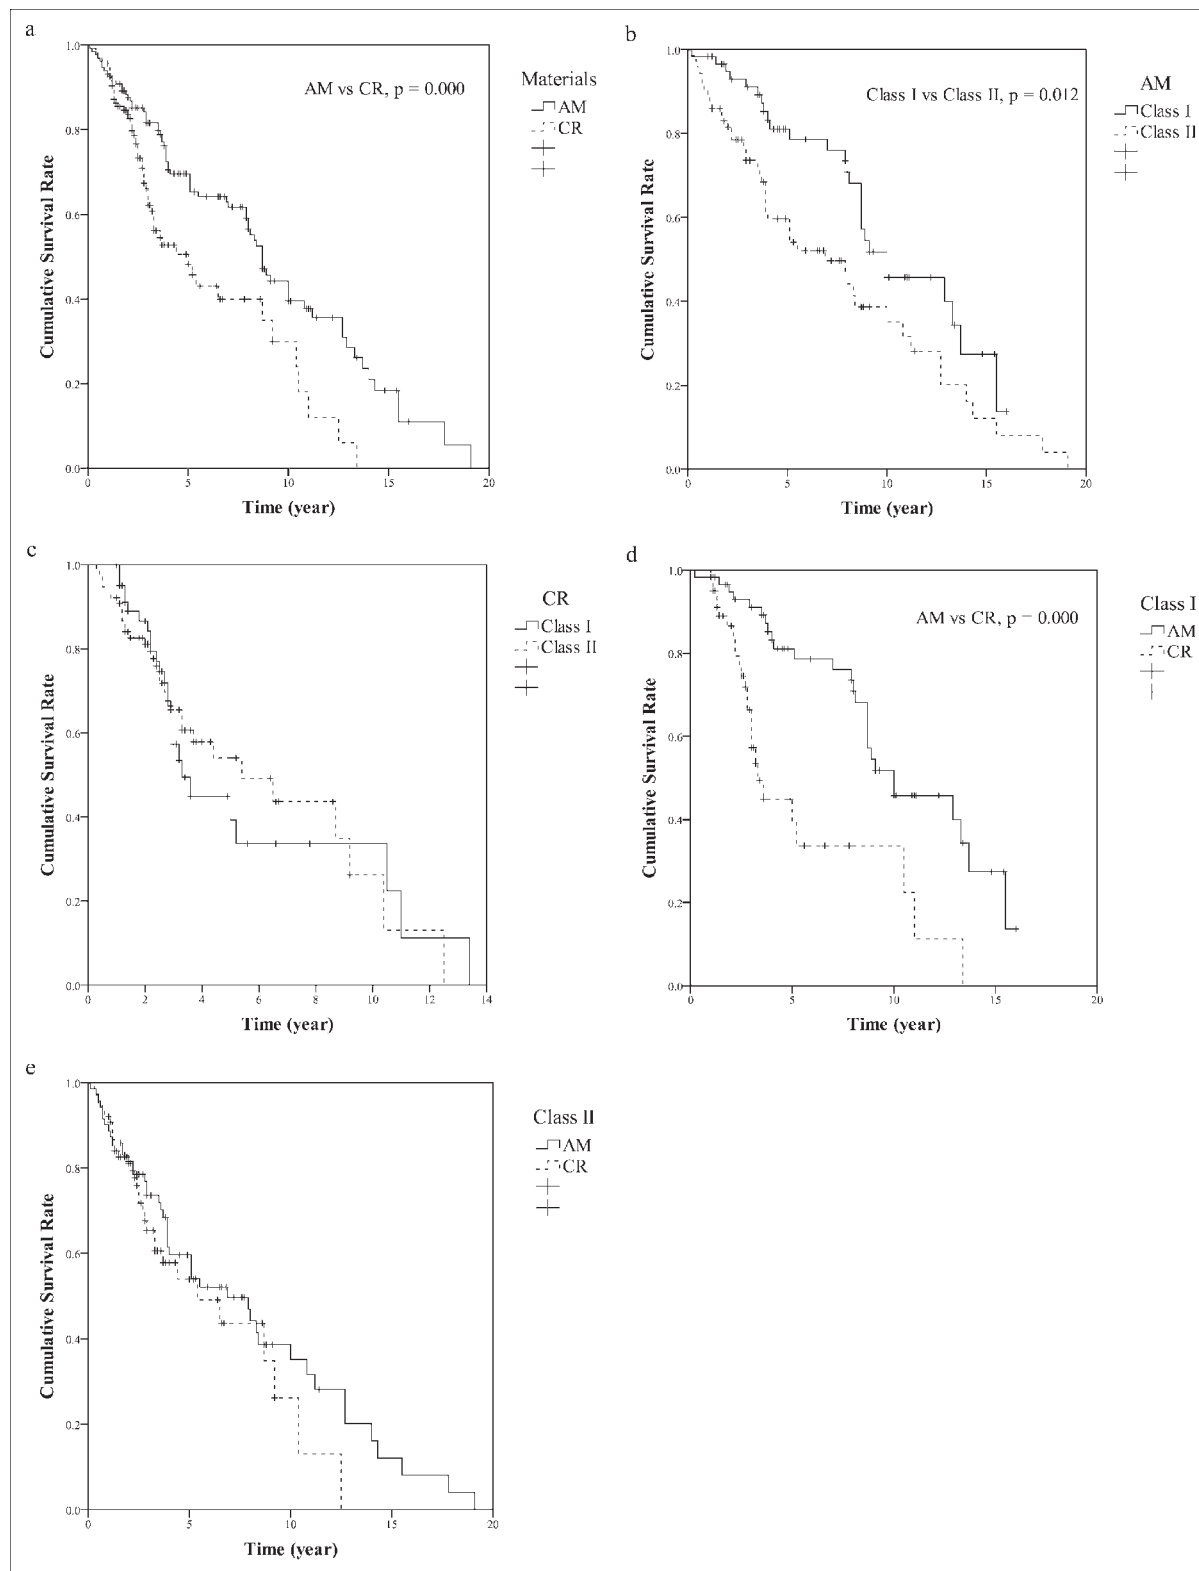 a
Cumulative Survival Rate
1.0
0.8
0.6
0.4
0.2
0.0
0 5 10 15 20
Time (year)
AM vs CR, p = 0.000
Materials
AM
CR
b
Cumulative Survival Rate
1.0
0.8
0.6
0.4
0.2
0.0
0 5 10 15 20
Time (year)
Class I vs Class II, p = 0.012
AM
Class I
Class II
c
Cumulative Survival Rate
1.0
0.8
0.6
0.4
0.2
0.0
0 2 4 6 8 10 12 14
Time (year)
CR
Class I
Class II
d
Cumulative Survival Rate
1.0
0.8
0.6
0.4
0.2
0.0
0 5 10 15 20
Time (year)
AM vs CR, p = 0.000
Class I
AM
CR
e
Cumulative Survival Rate
1.0
0.8
0.6
0.4
0.2
0.0
0 5 10 15 20
Time (year)
Class II
AM
CR